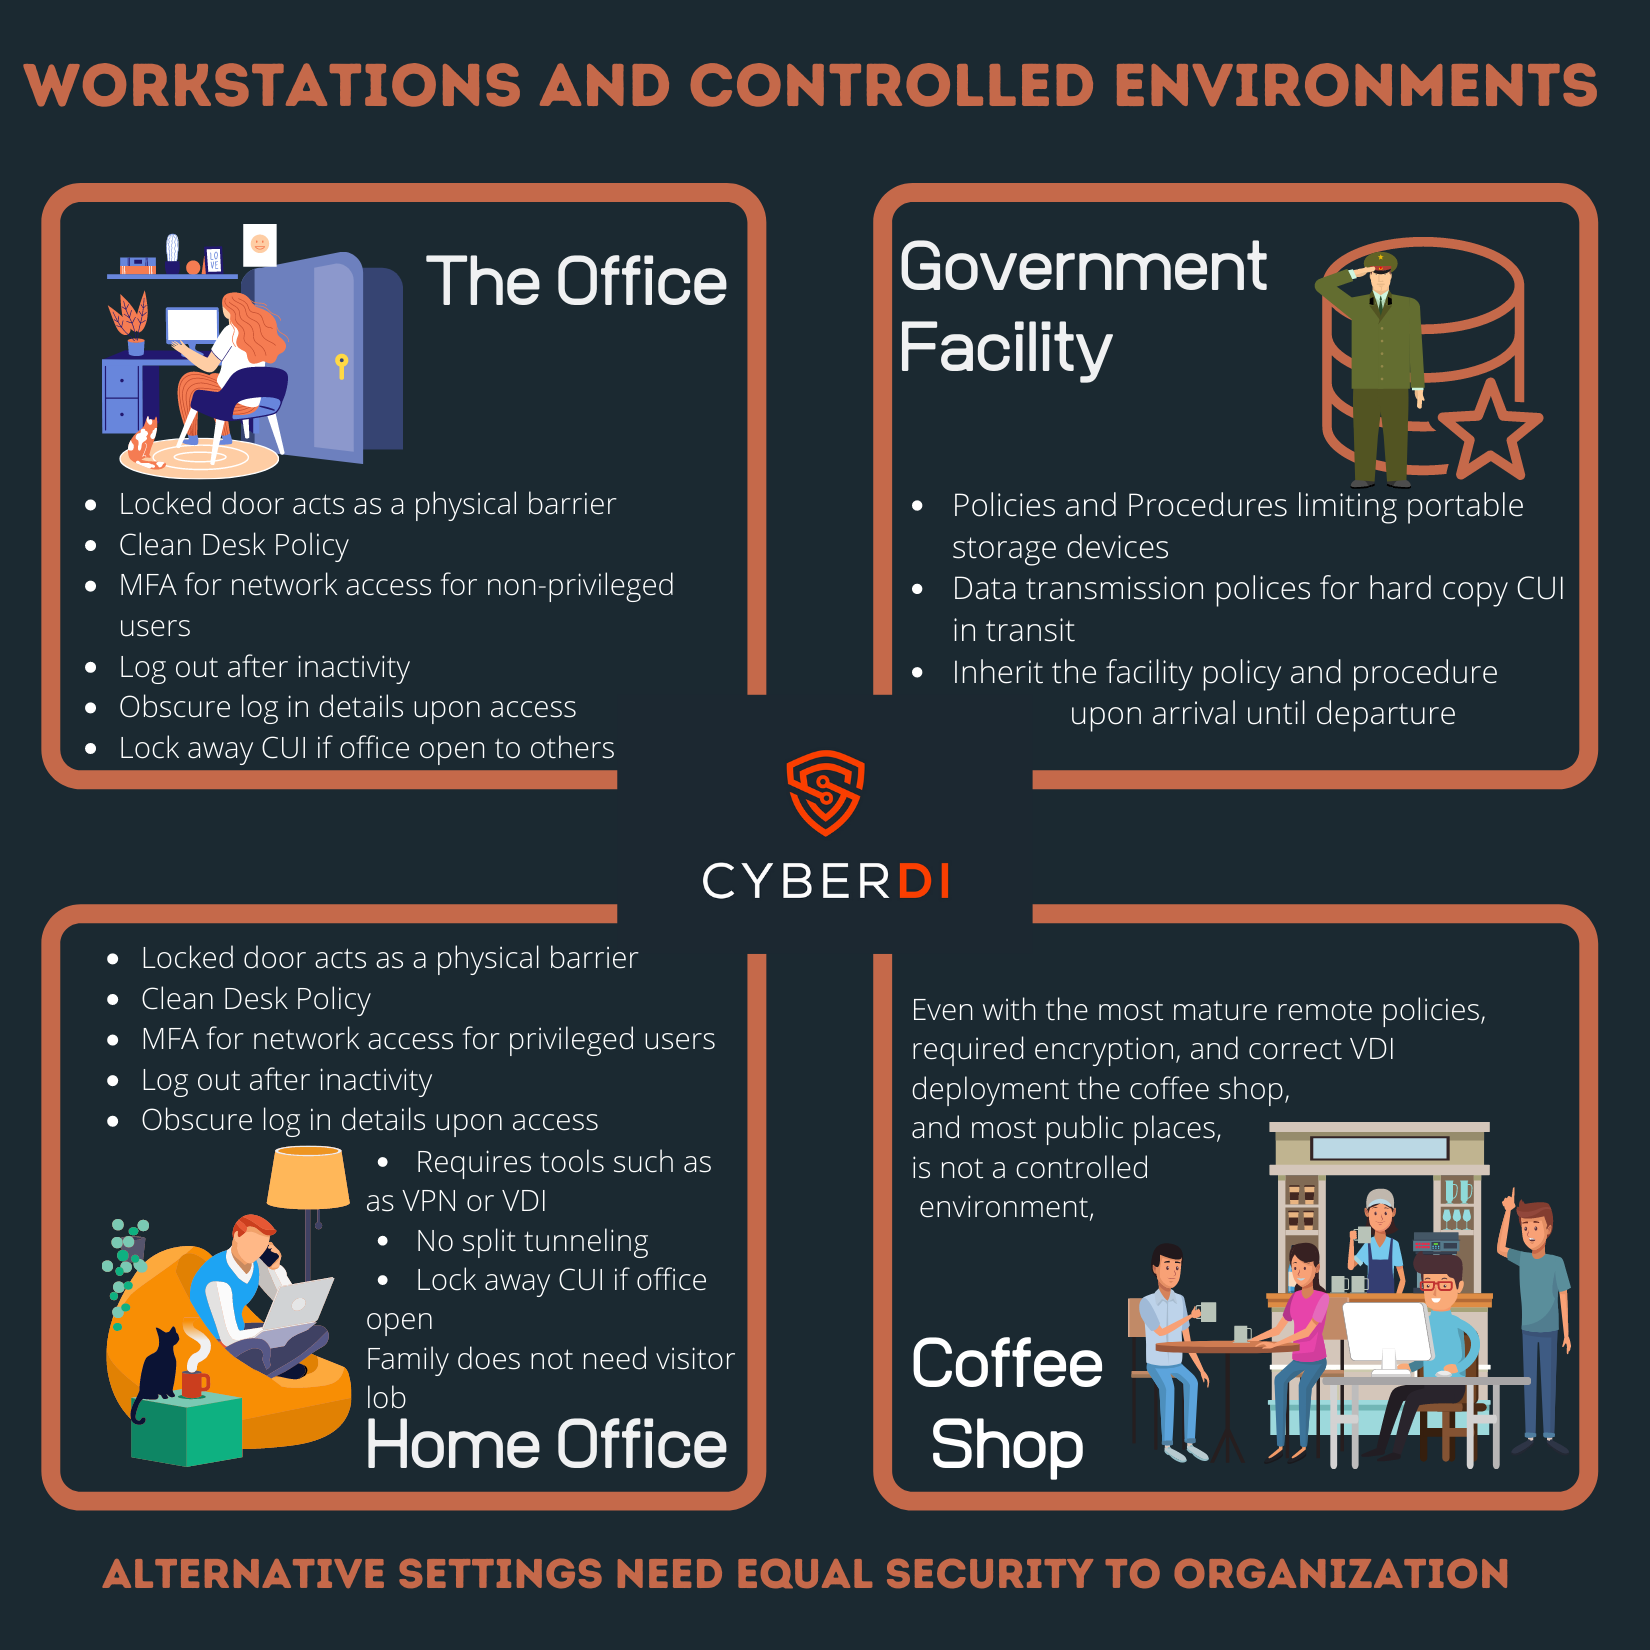 WORKSTATIONS AND CONTROLLED ENVIRONMENTS
The Office
LO
VE
• Locked door acts as a physical barrier
• Clean Desk Policy
• MFA for network access for non-privileged
users
• Log out after inactivity
• Obscure log in details upon access
• Lock away CUI if office open to others
Government
Facility
• Policies and Procedures limiting portable
storage devices
• Data transmission polices for hard copy CUI
in transit
• Inherit the facility policy and procedure
upon arrival until departure
CYBERDI
• Locked door acts as a physical barrier
• Clean Desk Policy
• MFA for network access for privileged users
• Log out after inactivity
• Obscure log in details upon access
• Requires tools such as
as VPN or VDI
• No split tunneling
• Lock away CUI if office
open
Family does not need visitor
lob
Home Office
Even with the most mature remote policies,
required encryption, and correct VDI
deployment the coffee shop,
and most public places,
is not a controlled
environment,
Coffee
Shop
ALTERNATIVE SETTINGS NEED EQUAL SECURITY TO ORGANIZATION